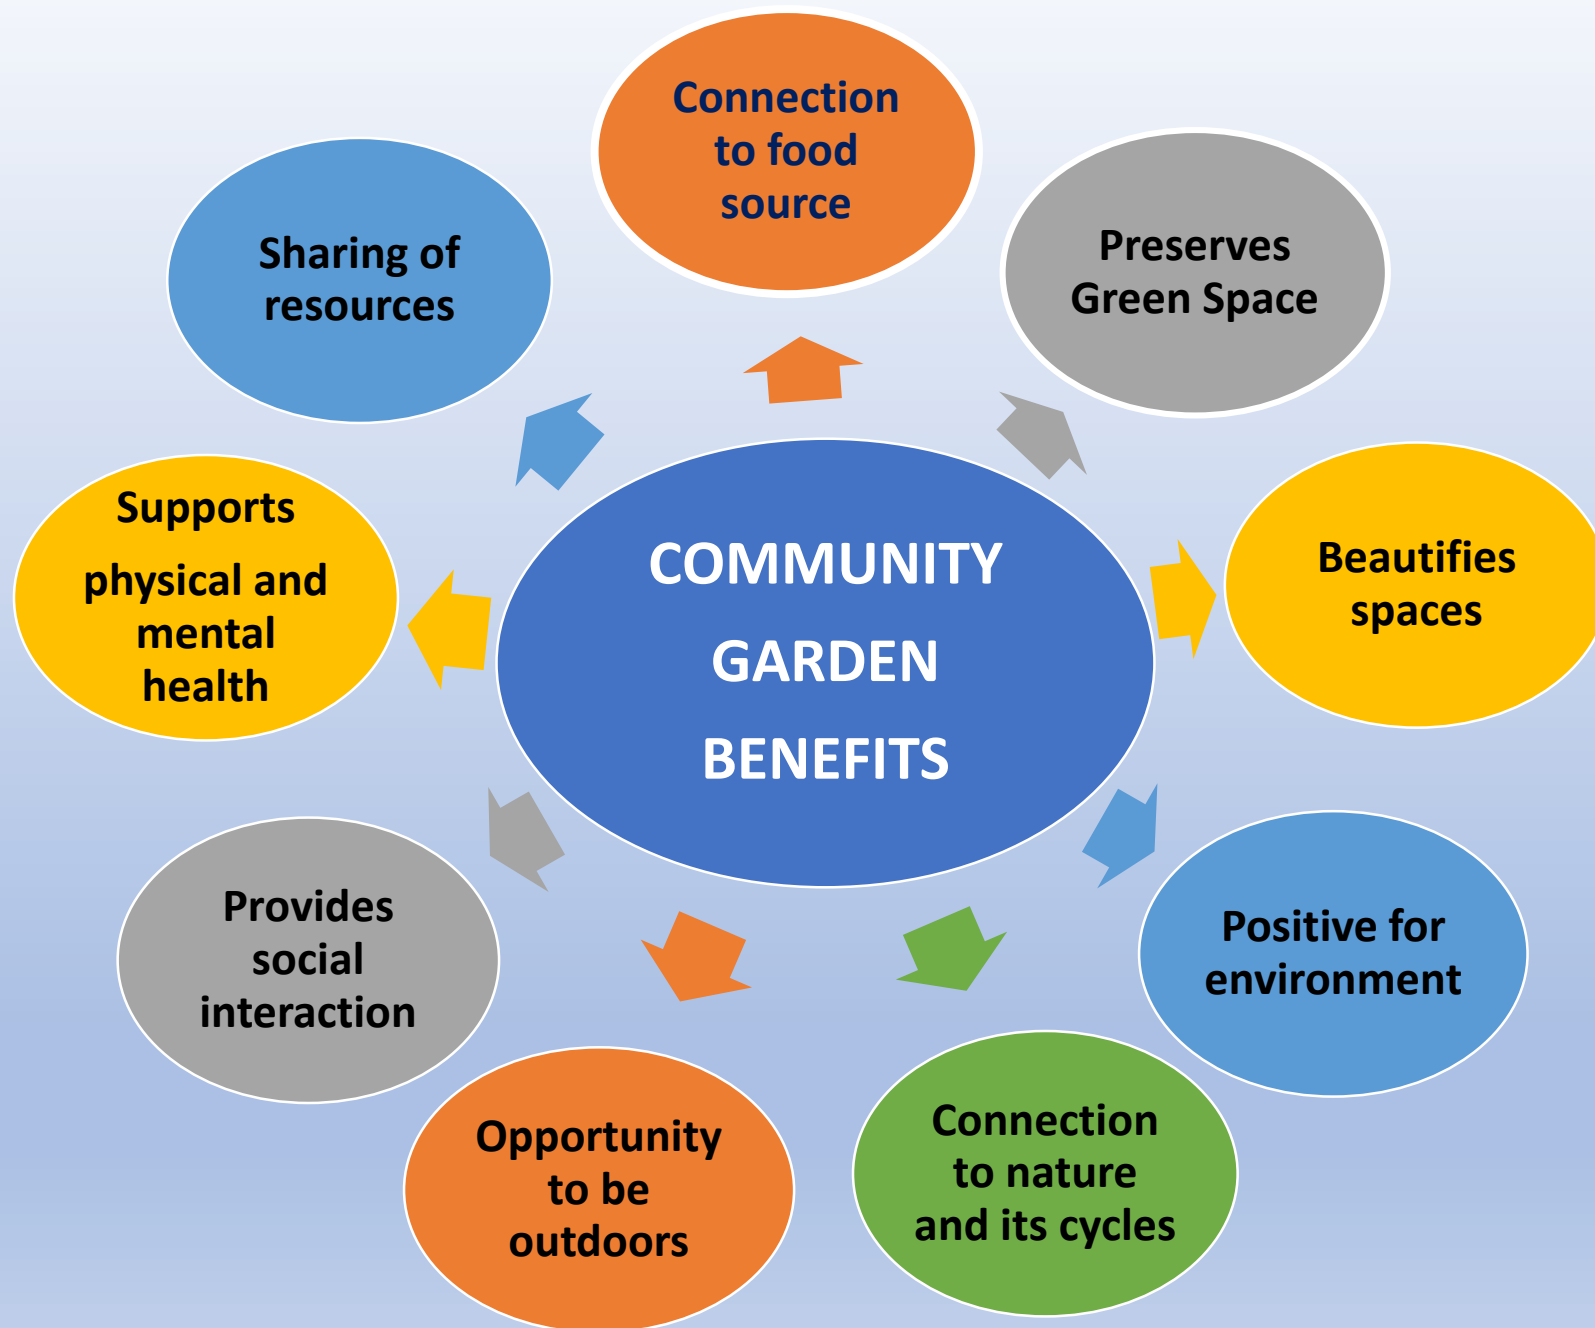 COMMUNITY
GARDEN
BENEFITS
Connection
to food
source
Preserves
Green Space
Beautifies
spaces
Positive for
environment
Connection
to nature
and its cycles
Opportunity
to be
outdoors
Provides
social
interaction
Supports
physical and
mental
health
Sharing of
resources